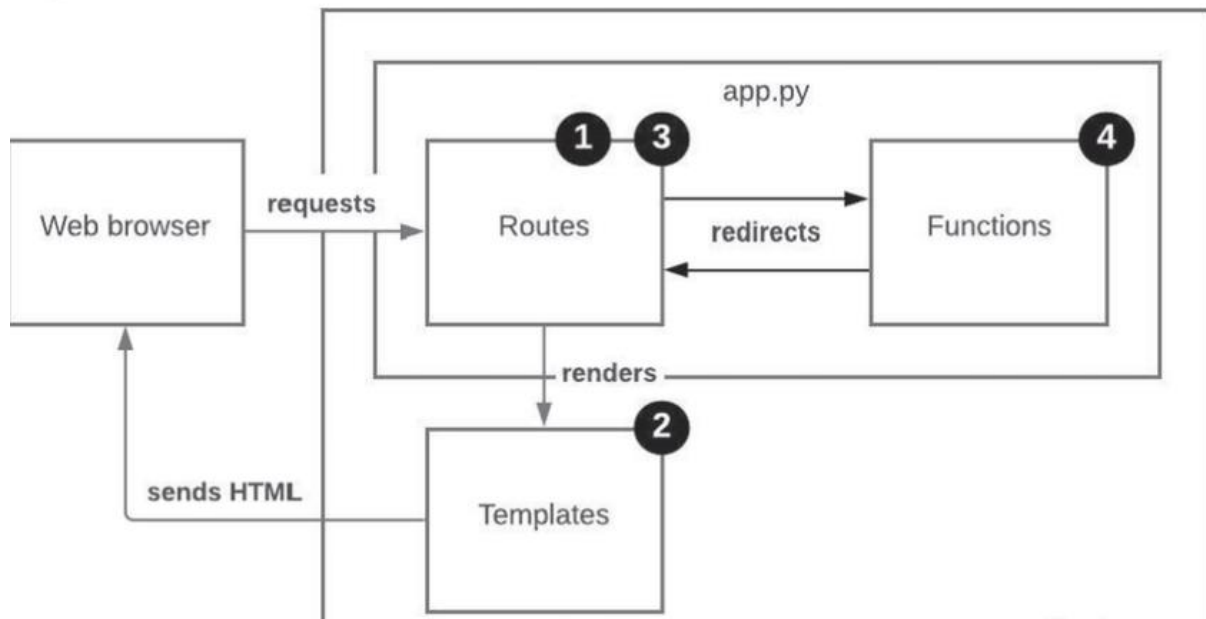 app.py
1
3
4
Web browser
requests
Routes
redirects
Functions
renders
2
sends HTML
Templates